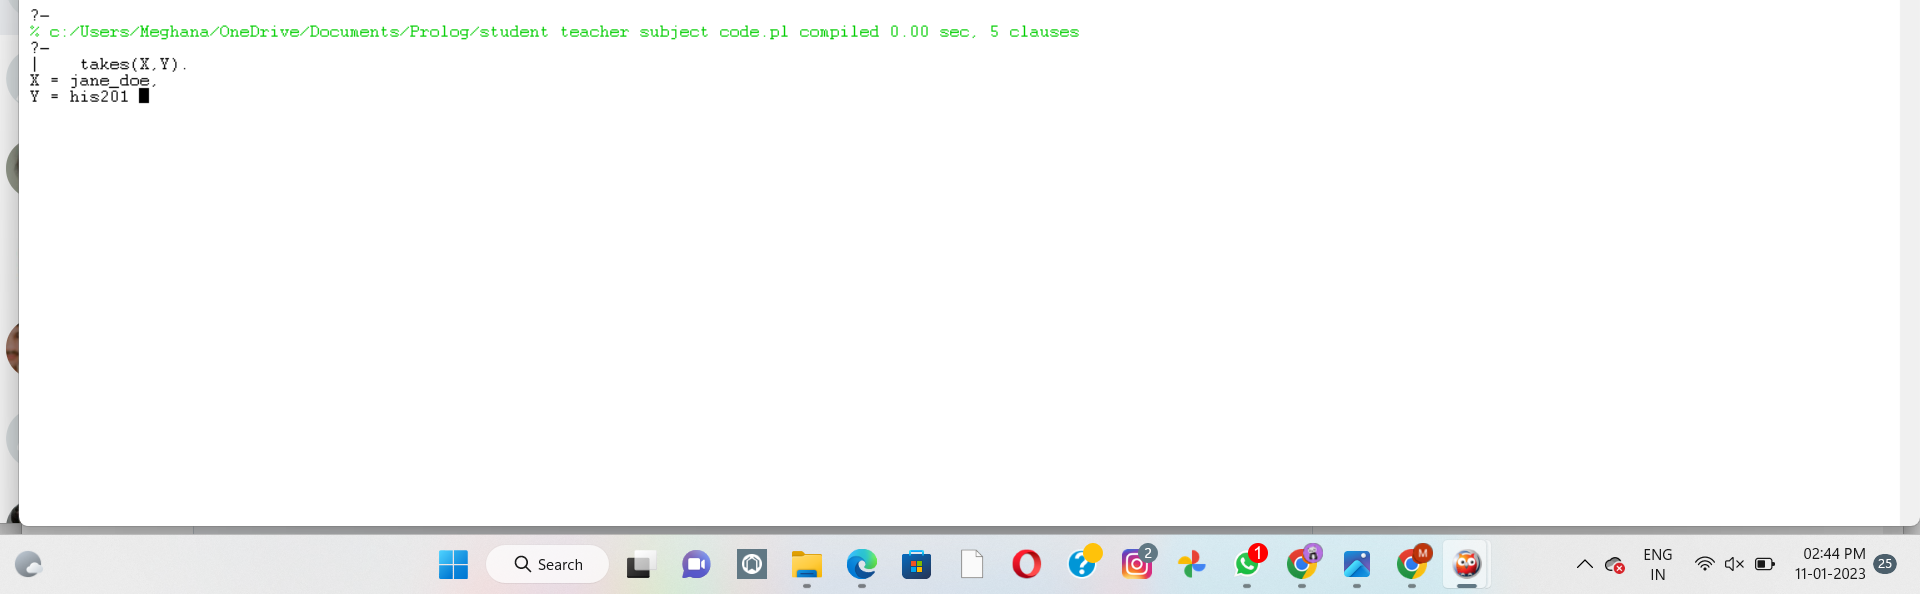 ?-
% c:/Users/Meghana/OneDrive/Documents/Prolog/student teacher subject code.pl compiled 0.00 sec, 5 clauses
?-
|    takes(X,Y).
X = jane_doe,
Y = his201
Search
2
1
M
ENG
IN
02:44 PM
11-01-2023
25